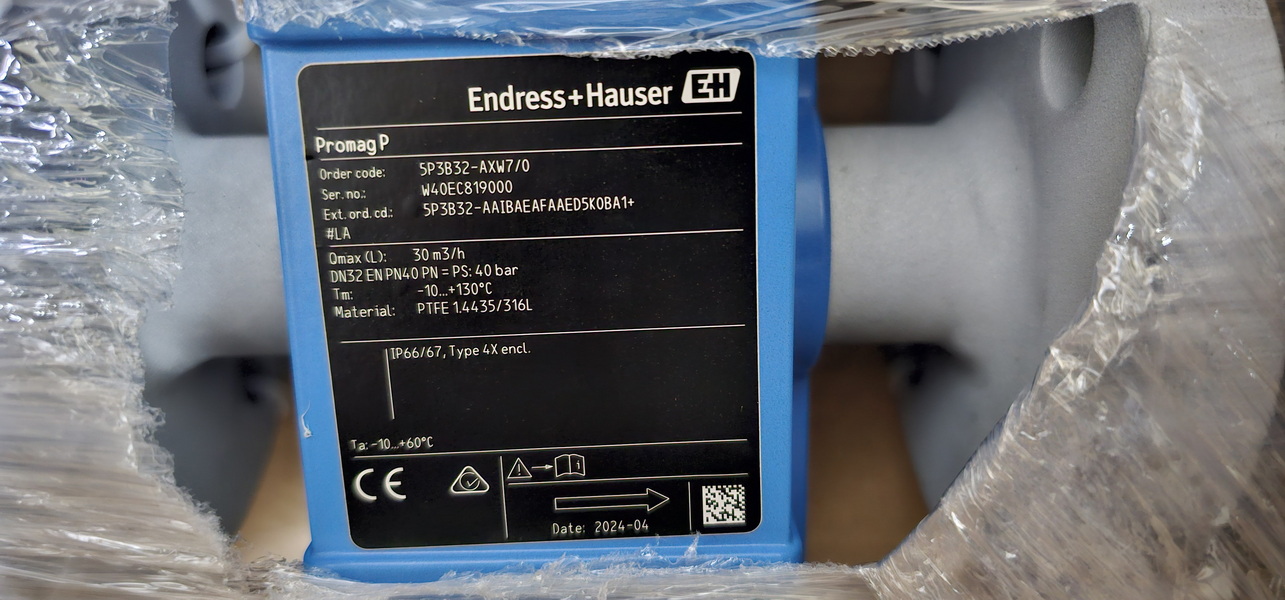 Endress+Hauser EH
Promag P
Order code: 5P3B32-AXW7/0
Ser. no.: W40EC819000
Ext. ord. cd.: 5P3B32-AAIBAEAFAAED5K0BA1+
#LA
Qmax (L): 30 m3/h
DN32 EN PN40 PN = PS: 40 bar
Tm: -10...+130°C
Material: PTFE 1.4435/316L
IP66/67, Type 4X encl.
Ta: -10...+60°C
CE
i
Date: 2024-04